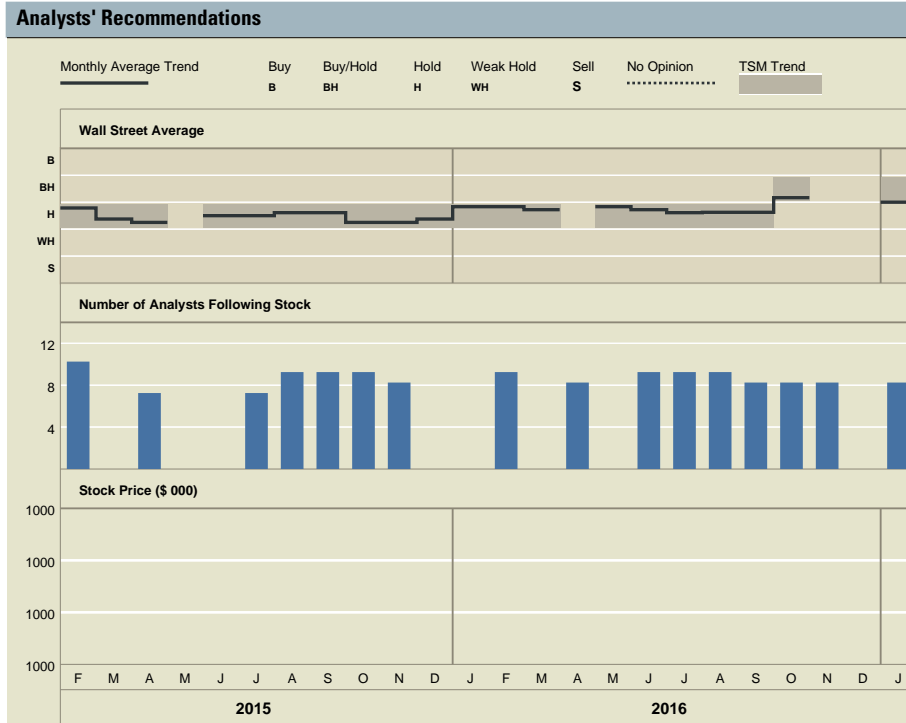 Analysts' Recommendations
Monthly Average Trend Buy Buy/Hold Hold Weak Hold Sell No Opinion TSM Trend
B BH H WH S
Wall Street Average
B
BH
H
WH
S
Number of Analysts Following Stock
12
8
4
Stock Price ($ 000)
1000
1000
1000
1000
F M A M J J A S O N D J F M A M J J A S O N D J
2015 2016